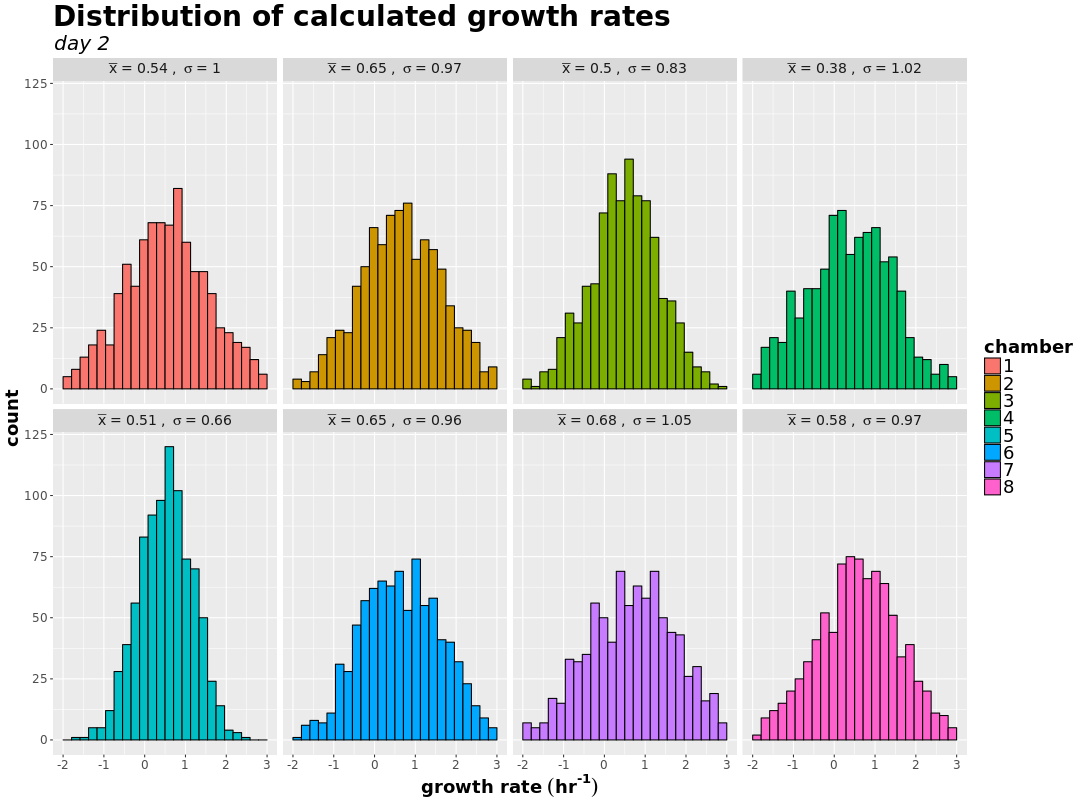 Distribution of calculated growth rates
day 2
x̅ = 0.54 , σ = 1
x̅ = 0.65 , σ = 0.97
x̅ = 0.5 , σ = 0.83
x̅ = 0.38 , σ = 1.02
125
100
75
50
25
0
x̅ = 0.51 , σ = 0.66
x̅ = 0.65 , σ = 0.96
x̅ = 0.68 , σ = 1.05
x̅ = 0.58 , σ = 0.97
125
100
75
50
25
0
-2 -1 0 1 2 3
-2 -1 0 1 2 3
-2 -1 0 1 2 3
-2 -1 0 1 2 3
count
growth rate (hr⁻¹)
chamber
1
2
3
4
5
6
7
8